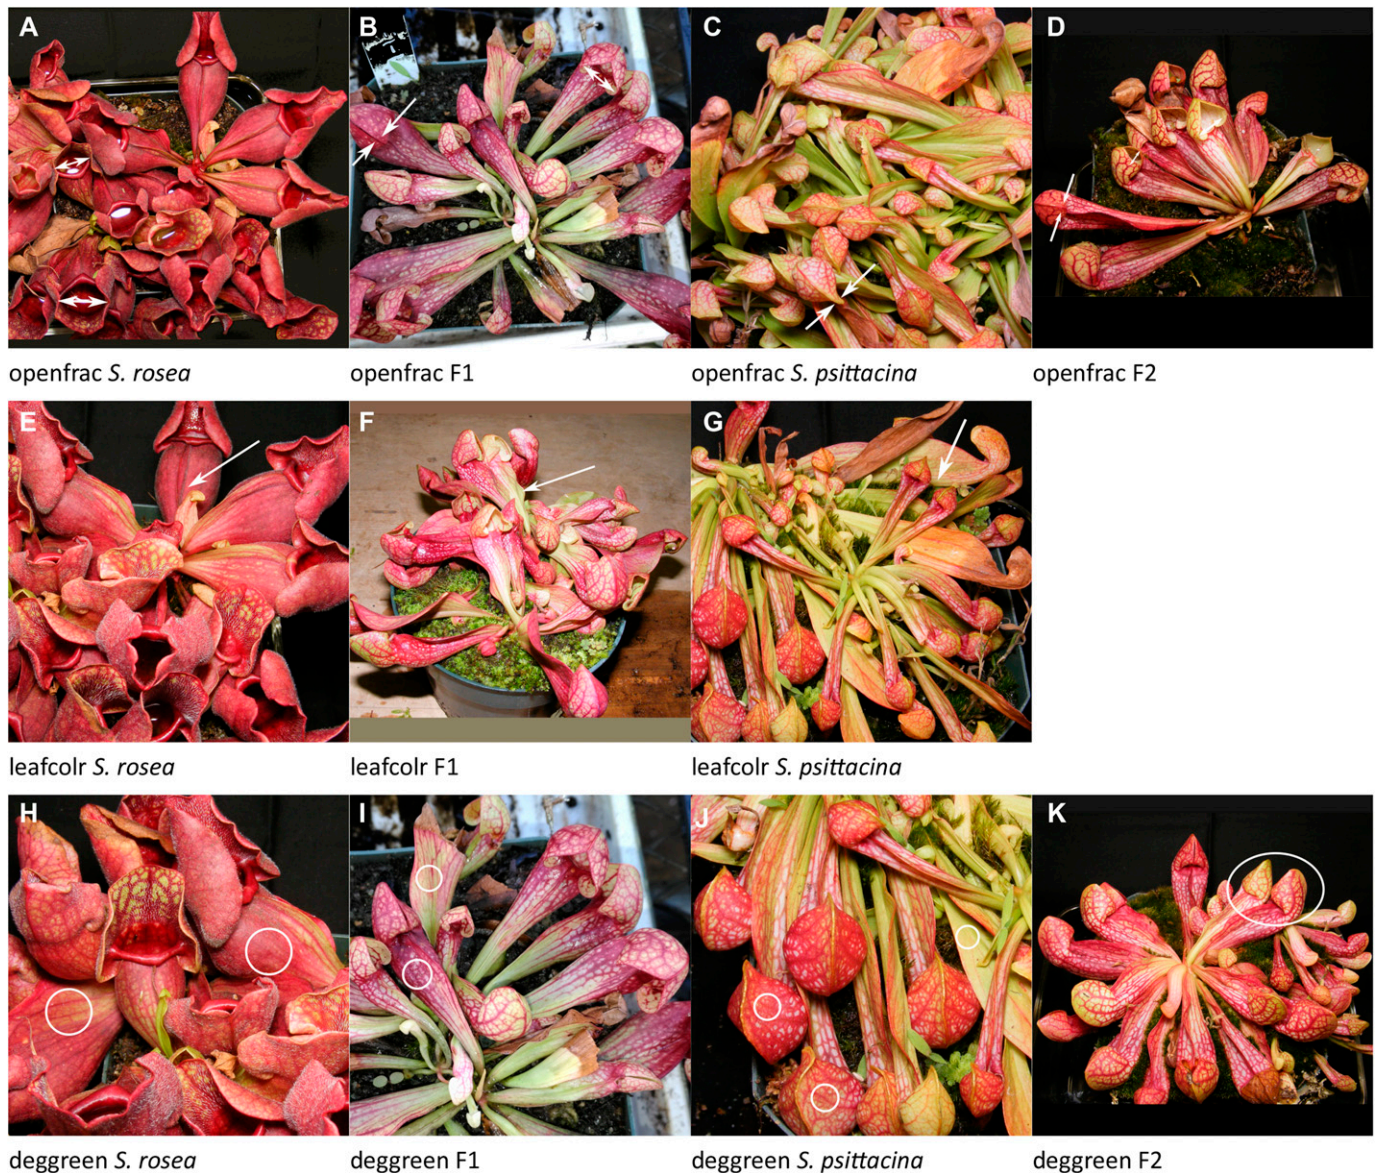 A B C D
openfrac S. rosea openfrac F1 openfrac S. psittacina openfrac F2
E F G
leafcolr S. rosea leafcolr F1 leafcolr S. psittacina
H I J K
deggreen S. rosea deggreen F1 deggreen S. psittacina deggreen F2